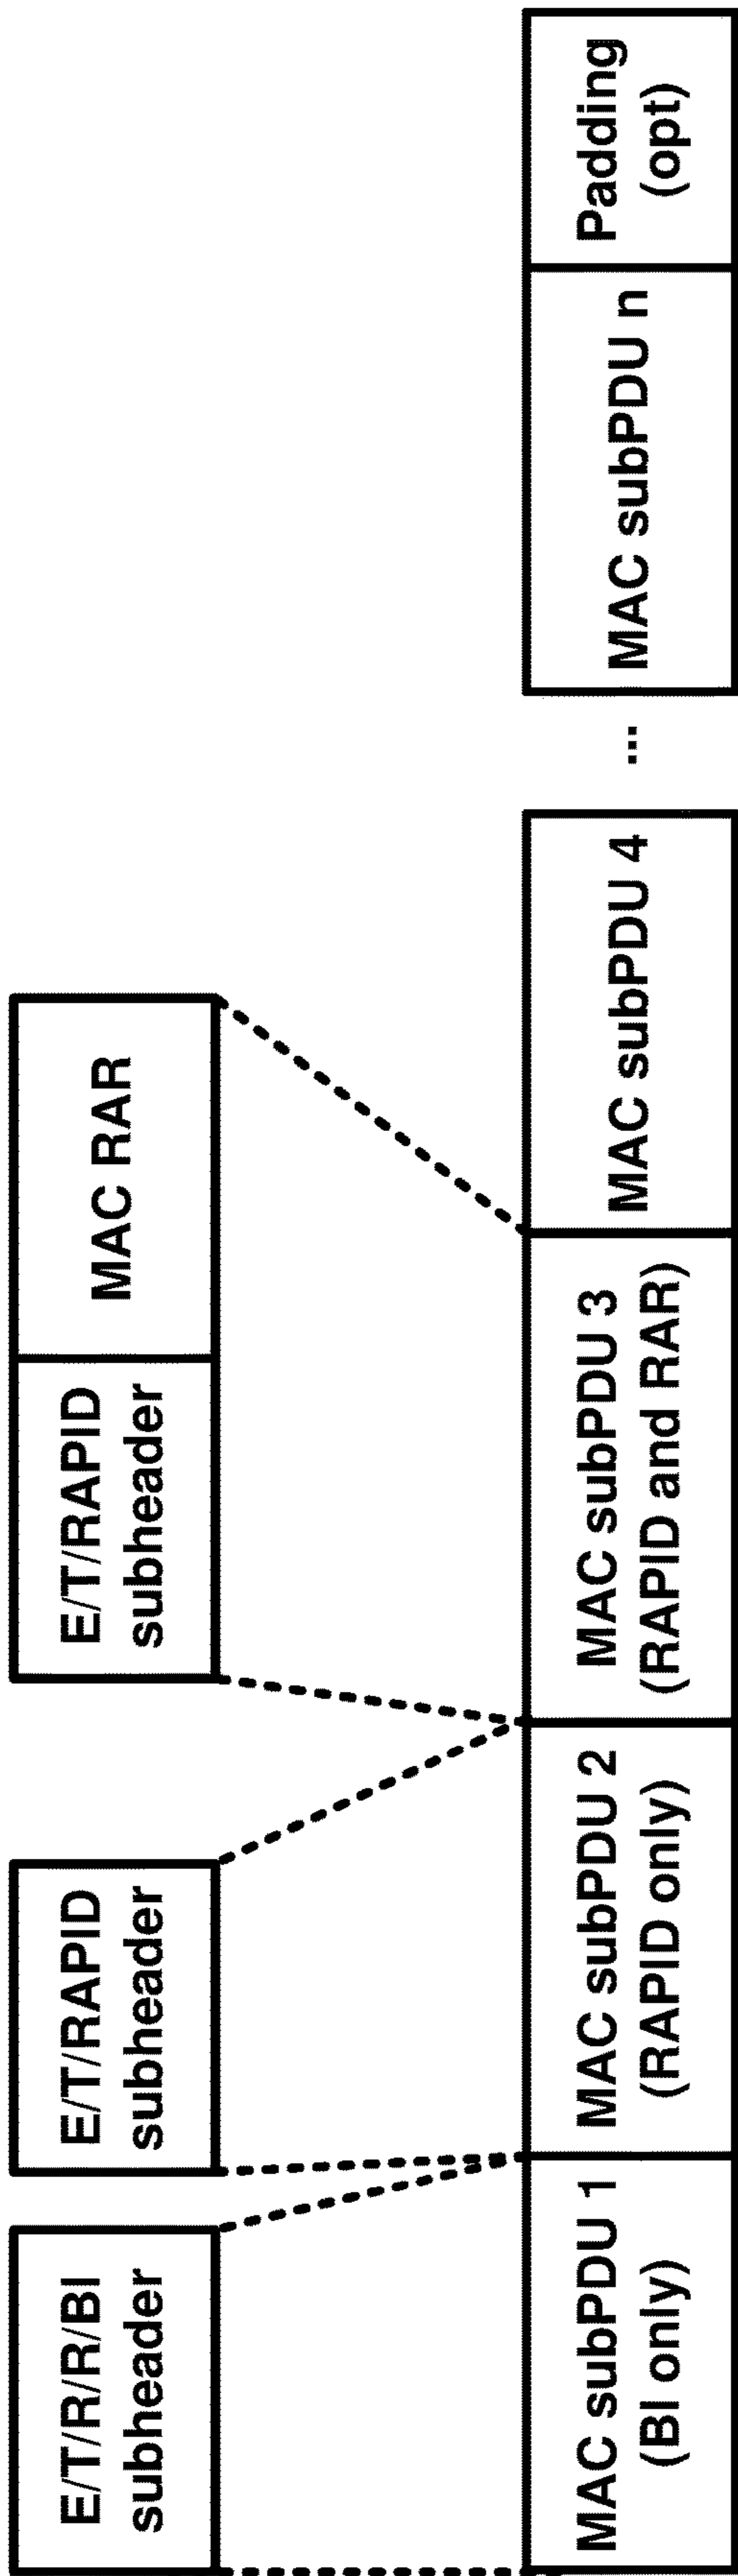 E/T/R/R/BI
subheader
E/T/RAPID
subheader
E/T/RAPID
subheader
MAC RAR
MAC subPDU 1
(BI only)
MAC subPDU 2
(RAPID only)
MAC subPDU 3
(RAPID and RAR)
MAC subPDU 4
...
MAC subPDU n
Padding
(opt)